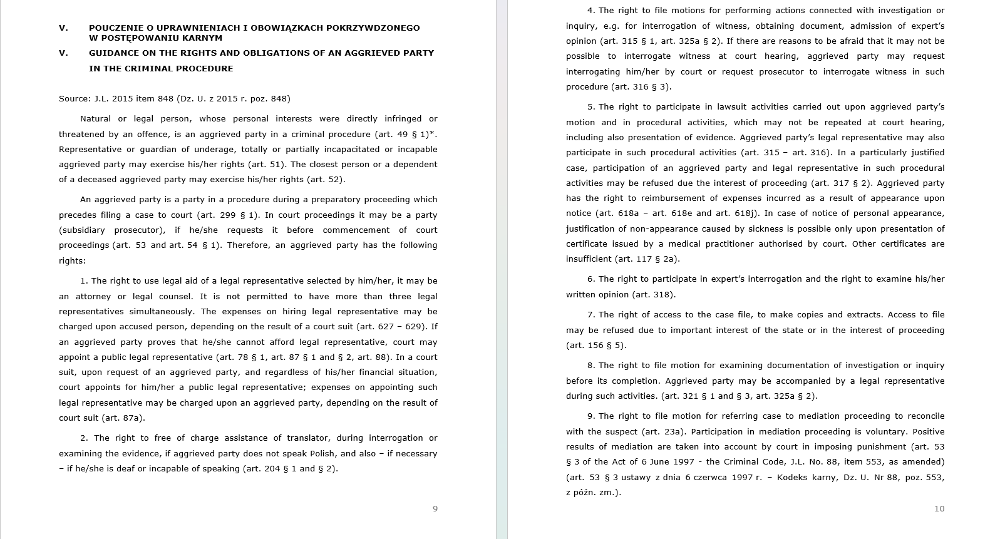 V. POUCZENIE O UPRAWNIENIACH I OBOWIĄZKACH POKRZYWDZONEGO
W POSTĘPOWANIU KARNYM
V. GUIDANCE ON THE RIGHTS AND OBLIGATIONS OF AN AGGRIEVED PARTY
IN THE CRIMINAL PROCEDURE
Source: J.L. 2015 item 848 (Dz. U. z 2015 r. poz. 848)
Natural or legal person, whose personal interests were directly infringed or
threatened by an offence, is an aggrieved party in a criminal procedure (art. 49 § 1)*.
Representative or guardian of underage, totally or partially incapacitated or incapable
aggrieved party may exercise his/her rights (art. 51). The closest person or a dependent
of a deceased aggrieved party may exercise his/her rights (art. 52).
An aggrieved party is a party in a procedure during a preparatory proceeding which
precedes filing a case to court (art. 299 § 1). In court proceedings it may be a party
(subsidiary prosecutor), if he/she requests it before commencement of court
proceedings (art. 53 and art. 54 § 1). Therefore, an aggrieved party has the following
rights:
1. The right to use legal aid of a legal representative selected by him/her, it may be
an attorney or legal counsel. It is not permitted to have more than three legal
representatives simultaneously. The expenses on hiring legal representative may be
charged upon accused person, depending on the result of a court suit (art. 627 – 629). If
an aggrieved party proves that he/she cannot afford legal representative, court may
appoint a public legal representative (art. 78 § 1, art. 87 § 1 and § 2, art. 88). In a court
suit, upon request of an aggrieved party, and regardless of his/her financial situation,
court appoints for him/her a public legal representative; expenses on appointing such
legal representative may be charged upon an aggrieved party, depending on the result of
court suit (art. 87a).
2. The right to free of charge assistance of translator, during interrogation or
examining the evidence, if aggrieved party does not speak Polish, and also – if necessary
– if he/she is deaf or incapable of speaking (art. 204 § 1 and § 2).
9
4. The right to file motions for performing actions connected with investigation or
inquiry, e.g. for interrogation of witness, obtaining document, admission of expert's
opinion (art. 315 § 1, art. 325a § 2). If there are reasons to be afraid that it may not be
possible to interrogate witness at court hearing, aggrieved party may request
interrogating him/her by court or request prosecutor to interrogate witness in such
procedure (art. 316 § 3).
5. The right to participate in lawsuit activities carried out upon aggrieved party's
motion and in procedural activities, which may not be repeated at court hearing,
including also presentation of evidence. Aggrieved party's legal representative may also
participate in such procedural activities (art. 315 – art. 316). In a particularly justified
case, participation of an aggrieved party and legal representative in such procedural
activities may be refused due the interest of proceeding (art. 317 § 2). Aggrieved party
has the right to reimbursement of expenses incurred as a result of appearance upon
notice (art. 618a – art. 618e and art. 618j). In case of notice of personal appearance,
justification of non-appearance caused by sickness is possible only upon presentation of
certificate issued by a medical practitioner authorised by court. Other certificates are
insufficient (art. 117 § 2a).
6. The right to participate in expert's interrogation and the right to examine his/her
written opinion (art. 318).
7. The right of access to the case file, to make copies and extracts. Access to file
may be refused due to important interest of the state or in the interest of proceeding
(art. 156 § 5).
8. The right to file motion for examining documentation of investigation or inquiry
before its completion. Aggrieved party may be accompanied by a legal representative
during such activities. (art. 321 § 1 and § 3, art. 325a § 2).
9. The right to file motion for referring case to mediation proceeding to reconcile
with the suspect (art. 23a). Participation in mediation proceeding is voluntary. Positive
results of mediation are taken into account by court in imposing punishment (art. 53
§ 3 of the Act of 6 June 1997 - the Criminal Code, J.L. No. 88, item 553, as amended)
(art. 53 § 3 ustawy z dnia 6 czerwca 1997 r. – Kodeks karny, Dz. U. Nr 88, poz. 553,
z późn. zm.).
10